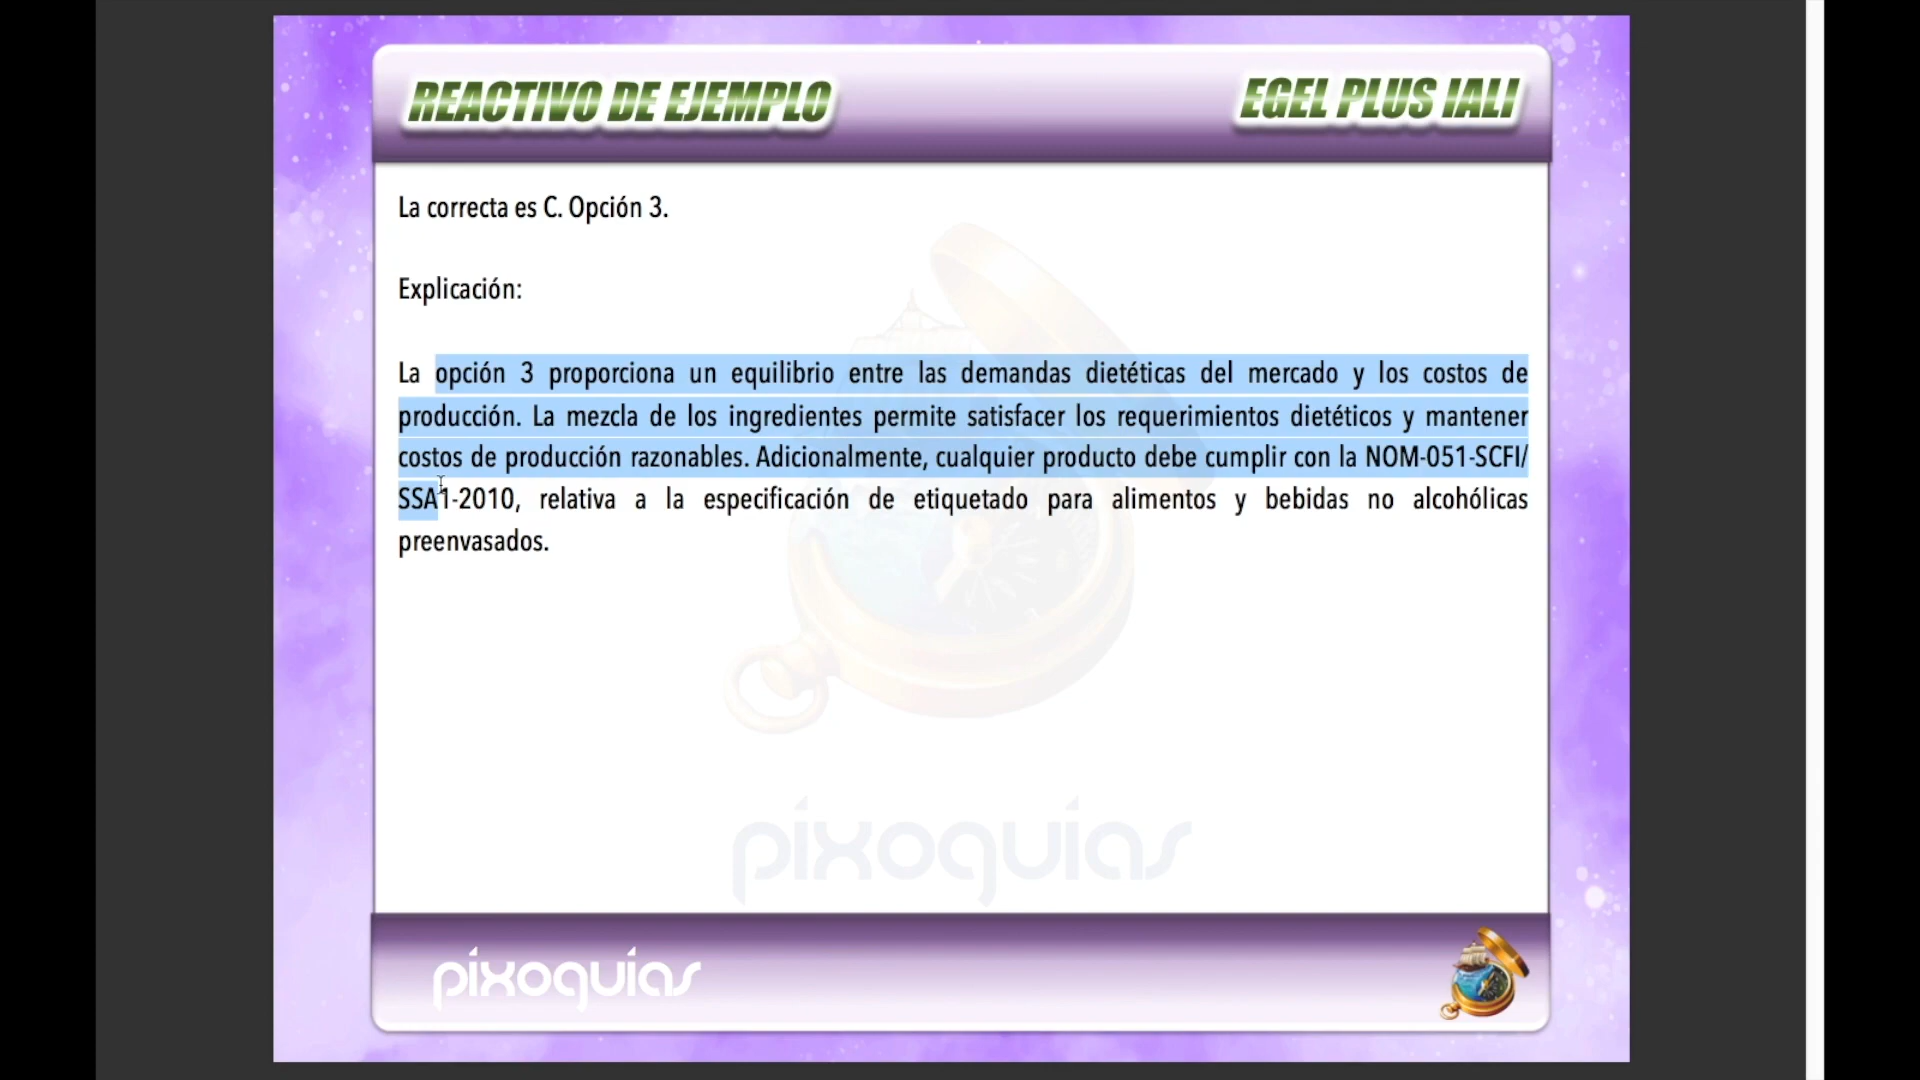 REACTIVO DE EJEMPLO
EGEL PLUS IALI
La correcta es C. Opción 3.
Explicación:
La opción 3 proporciona un equilibrio entre las demandas dietéticas del mercado y los costos de
producción. La mezcla de los ingredientes permite satisfacer los requerimientos dietéticos y mantener
costos de producción razonables. Adicionalmente, cualquier producto debe cumplir con la NOM-051-SCFI/
SSA1-2010, relativa a la especificación de etiquetado para alimentos y bebidas no alcohólicas
preenvasados.
pixoguias
pixoguias